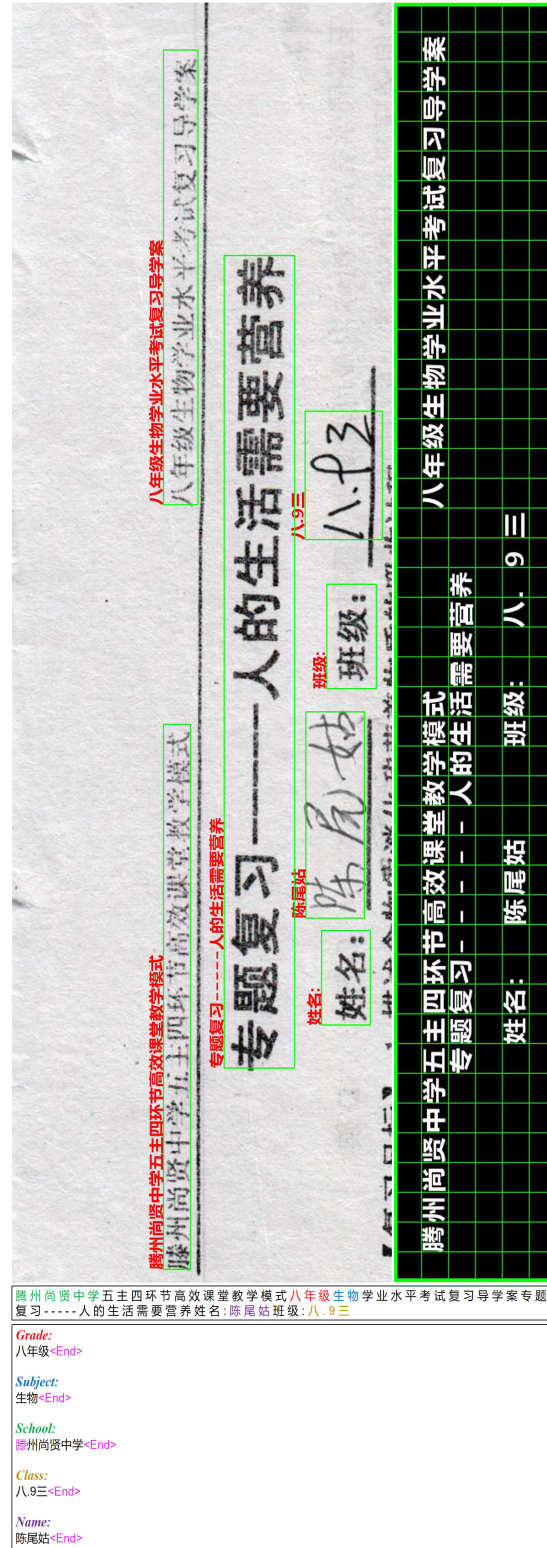 八年级生物学业水平考试复习导学案
八年级生物学业水平考试复习导学案
腾州尚贤中学五主四环节高效课堂教学模式
滕州尚贤中学五主四环节高效课堂教学模式
专题复习-----人的生活需要营养
专题复习-----人的生活需要营养
姓名:
姓名:
陈尾姑
陈尾姑
班级:
班级:
八.9三
八.93
腾州尚贤中学五主四环节高效课堂教学模式 八年级生物学业水平考试复习导学案
专题复习-----人的生活需要营养
姓名: 陈尾姑 班级: 八.9三
腾州尚贤中学五主四环节高效课堂教学模式八年级生物学业水平考试复习导学案专题
复习-----人的生活需要营养姓名:陈尾姑班级:八.9三
Grade:
八年级<End>
Subject:
生物<End>
School:
滕州尚贤中学<End>
Class:
八.9三<End>
Name:
陈尾姑<End>